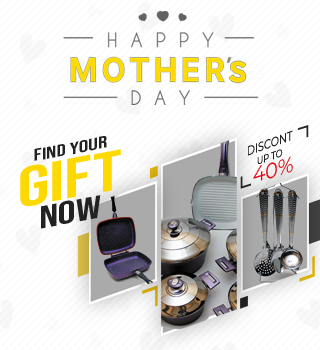 HAPPY
MOTHER's
DAY
FIND YOUR
GIFT
NOW
DISCONT
UP TO
40%